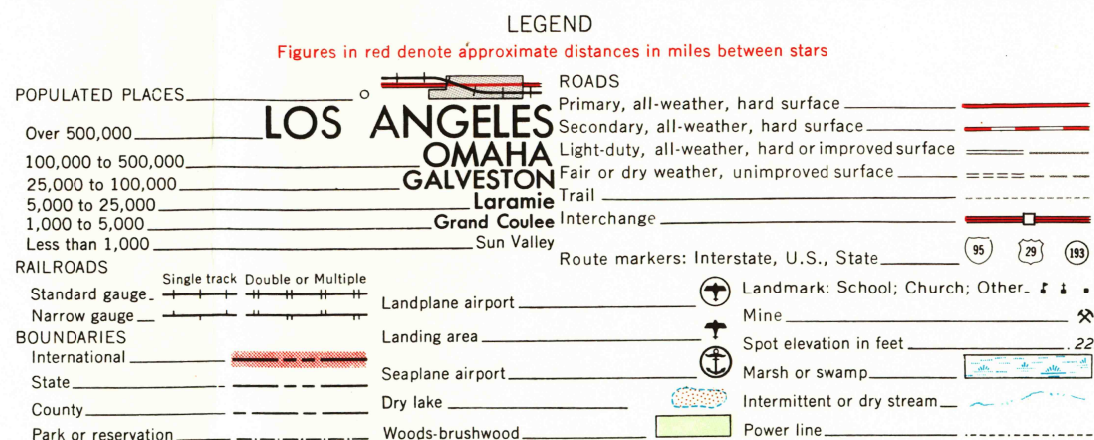 LEGEND
Figures in red denote approximate distances in miles between stars
POPULATED PLACES
Over 500,000 LOS ANGELES
100,000 to 500,000 OMAHA
25,000 to 100,000 GALVESTON
5,000 to 25,000 Laramie
1,000 to 5,000 Grand Coulee
Less than 1,000 Sun Valley
RAILROADS
Single track Double or Multiple
Standard gauge
Narrow gauge
BOUNDARIES
International
State
County
Park or reservation
Landplane airport
Landing area
Seaplane airport
Dry lake
Woods-brushwood
ROADS
Primary, all-weather, hard surface
Secondary, all-weather, hard surface
Light-duty, all-weather, hard or improved surface
Fair or dry weather, unimproved surface
Trail
Interchange
Route markers: Interstate, U.S., State 95 29 193
Landmark: School; Church; Other
Mine
Spot elevation in feet .22
Marsh or swamp
Intermittent or dry stream
Power line